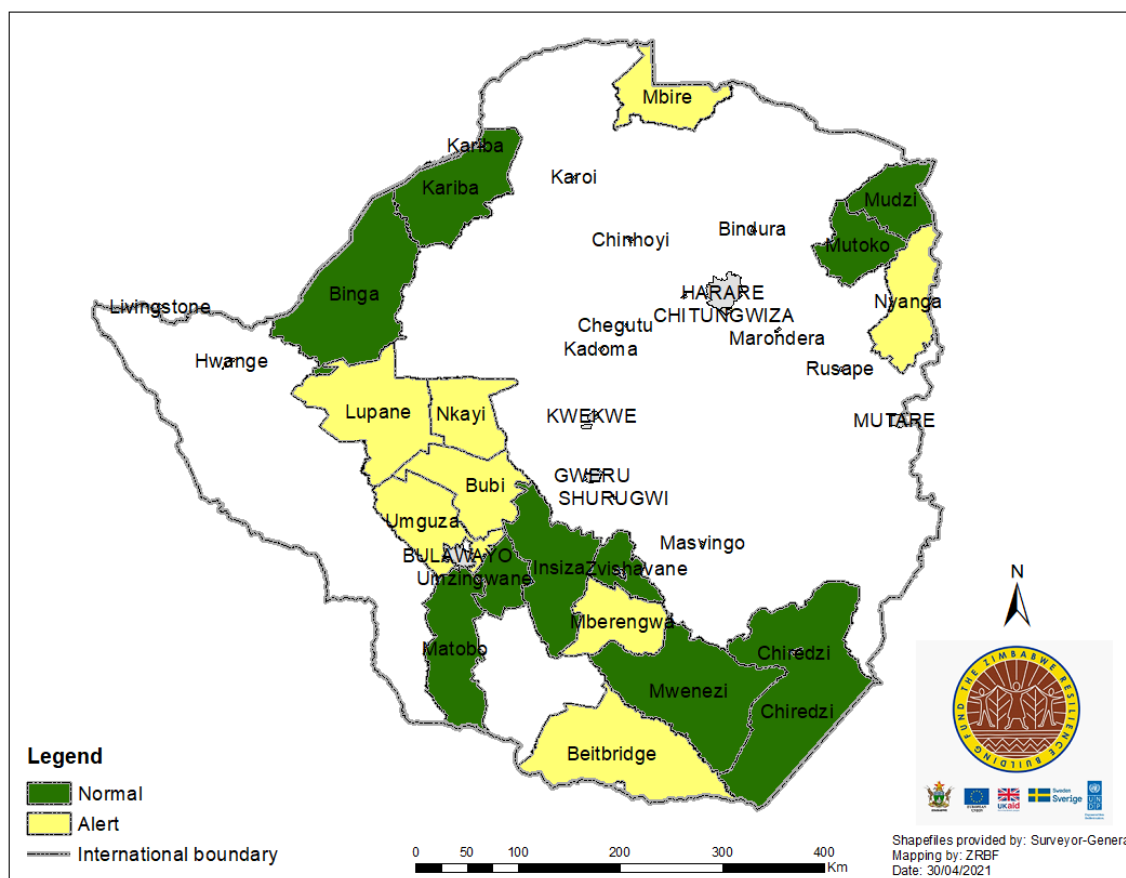 Mbire
Kariba
Kariba
Karoi
Mudzi
Bindura
Chinhoyi
Mutoko
Binga
HARARE
Nyanga
Livingstone
CHITUNGWIZA
Chegutu
Marondera
Kadoma
Hwange
Rusape
Lupane
Nkayi
KWEKWE
MUTARE
GWERU
Bubi
SHURUGWI
Umguza
Masvingo
BULAWAYO
Insiza
Zvishavane
Umzingwane
N
Mberengwa
Matobo
Chiredzi
Mwenezi
Chiredzi
Beitbridge
FUND THE ZIMBABWE RESILIENCE BUILDING
Legend
Normal
Alert
International boundary
0 50 100 200 300 400
Km
ukaid
Sweden
Sverige
Shapefiles provided by: Surveyor-Genera
Mapping by: ZRBF
Date: 30/04/2021